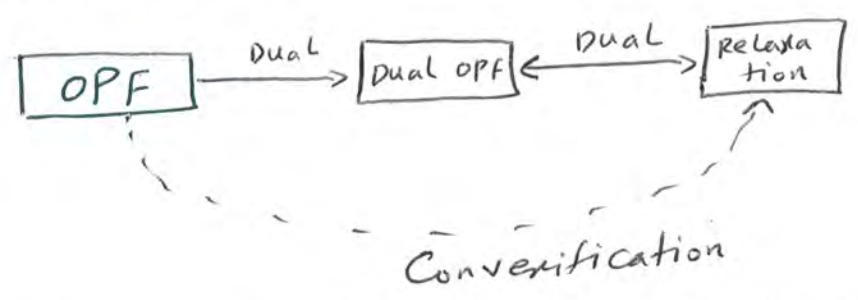 Dual
Dual
OPF
Dual OPF
Relaxa
tion
Convexification